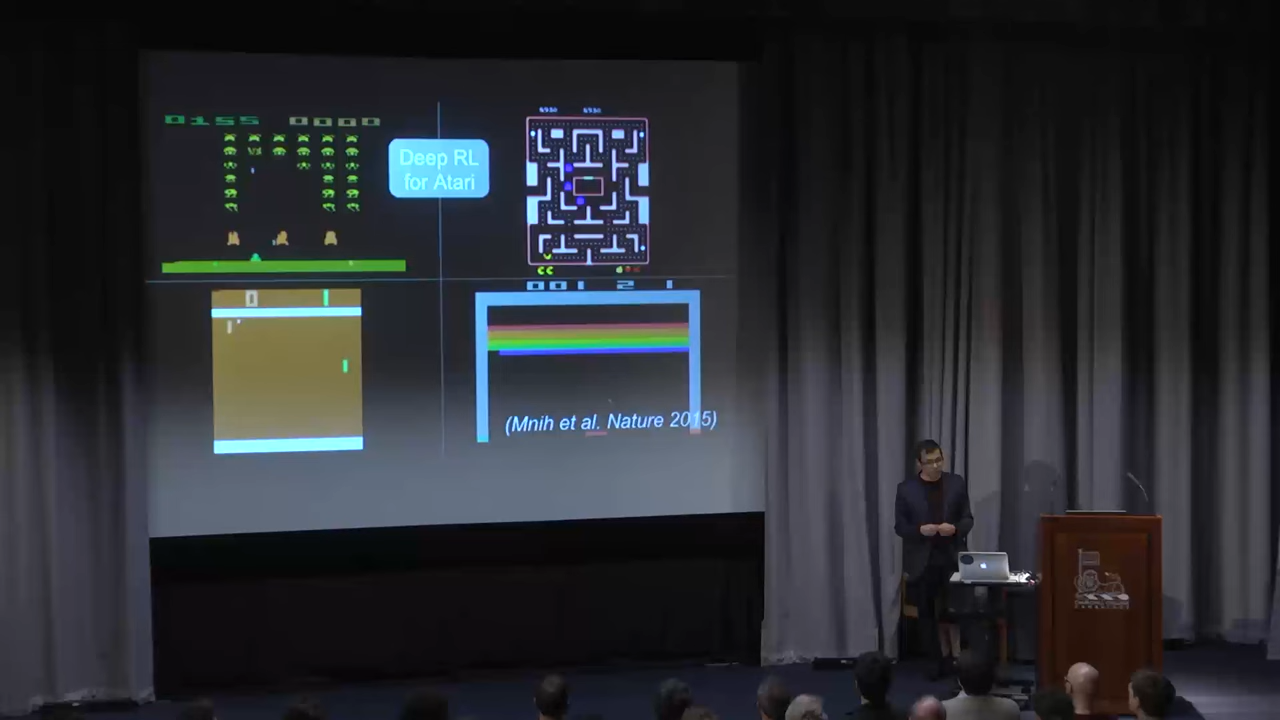 0155 0000
Deep RL
for Atari
0
001 2 1
(Mnih et al. Nature 2015)